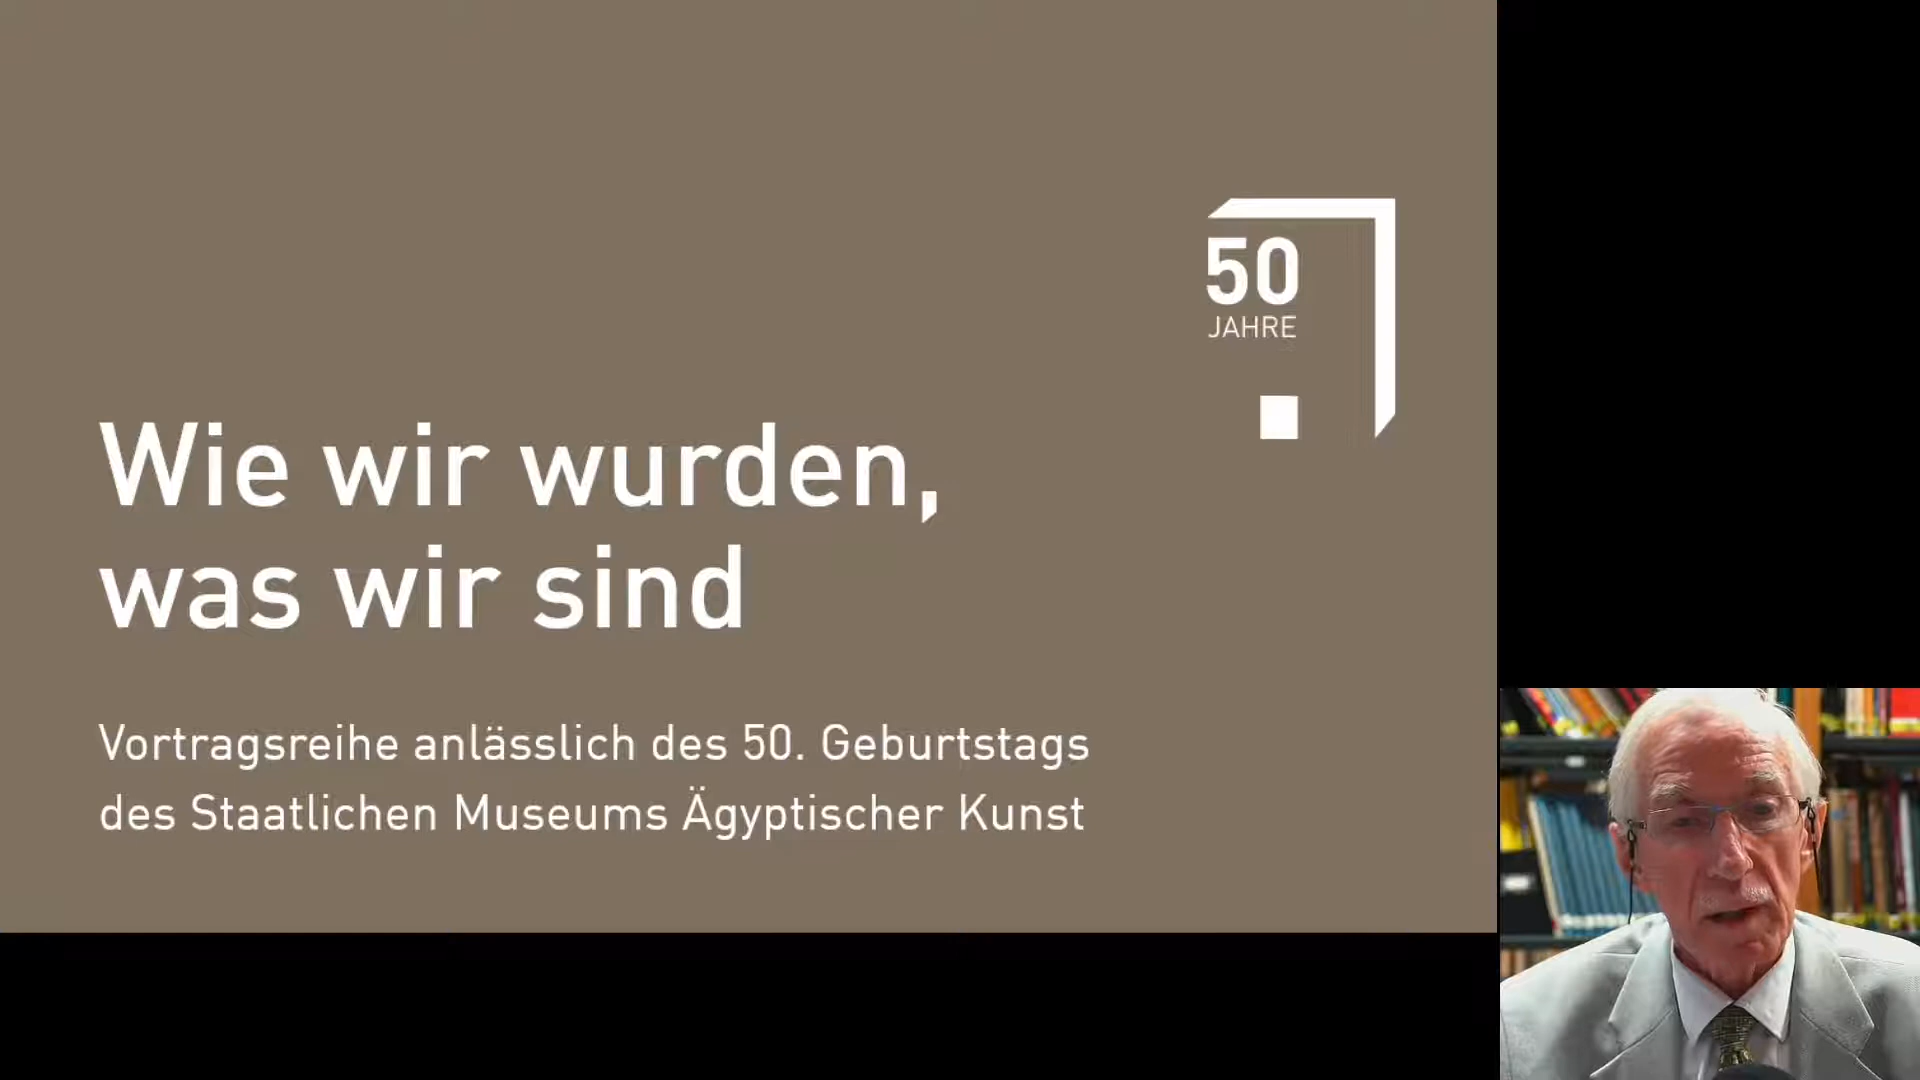 50
JAHRE
Wie wir wurden,
was wir sind
Vortragsreihe anlässlich des 50. Geburtstags
des Staatlichen Museums Ägyptischer Kunst